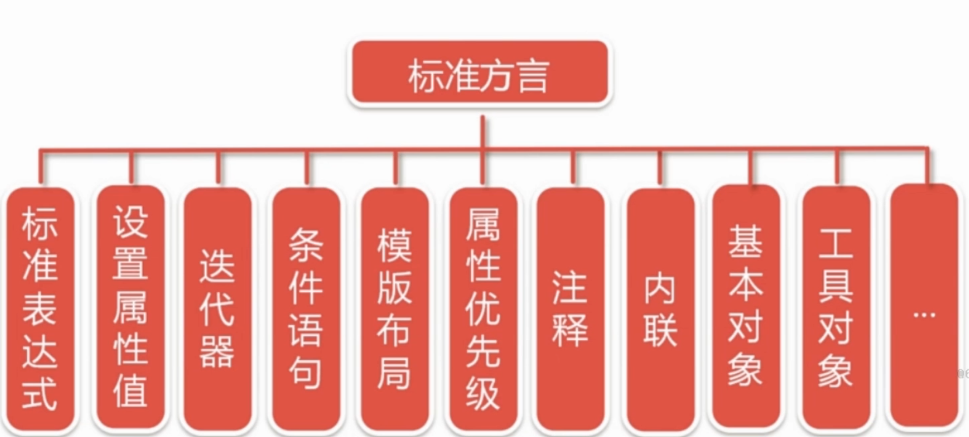 标准方言
标准表达式
设置属性值
迭代器
条件语句
模版布局
属性优先级
注释
内联
基本对象
工具对象
...